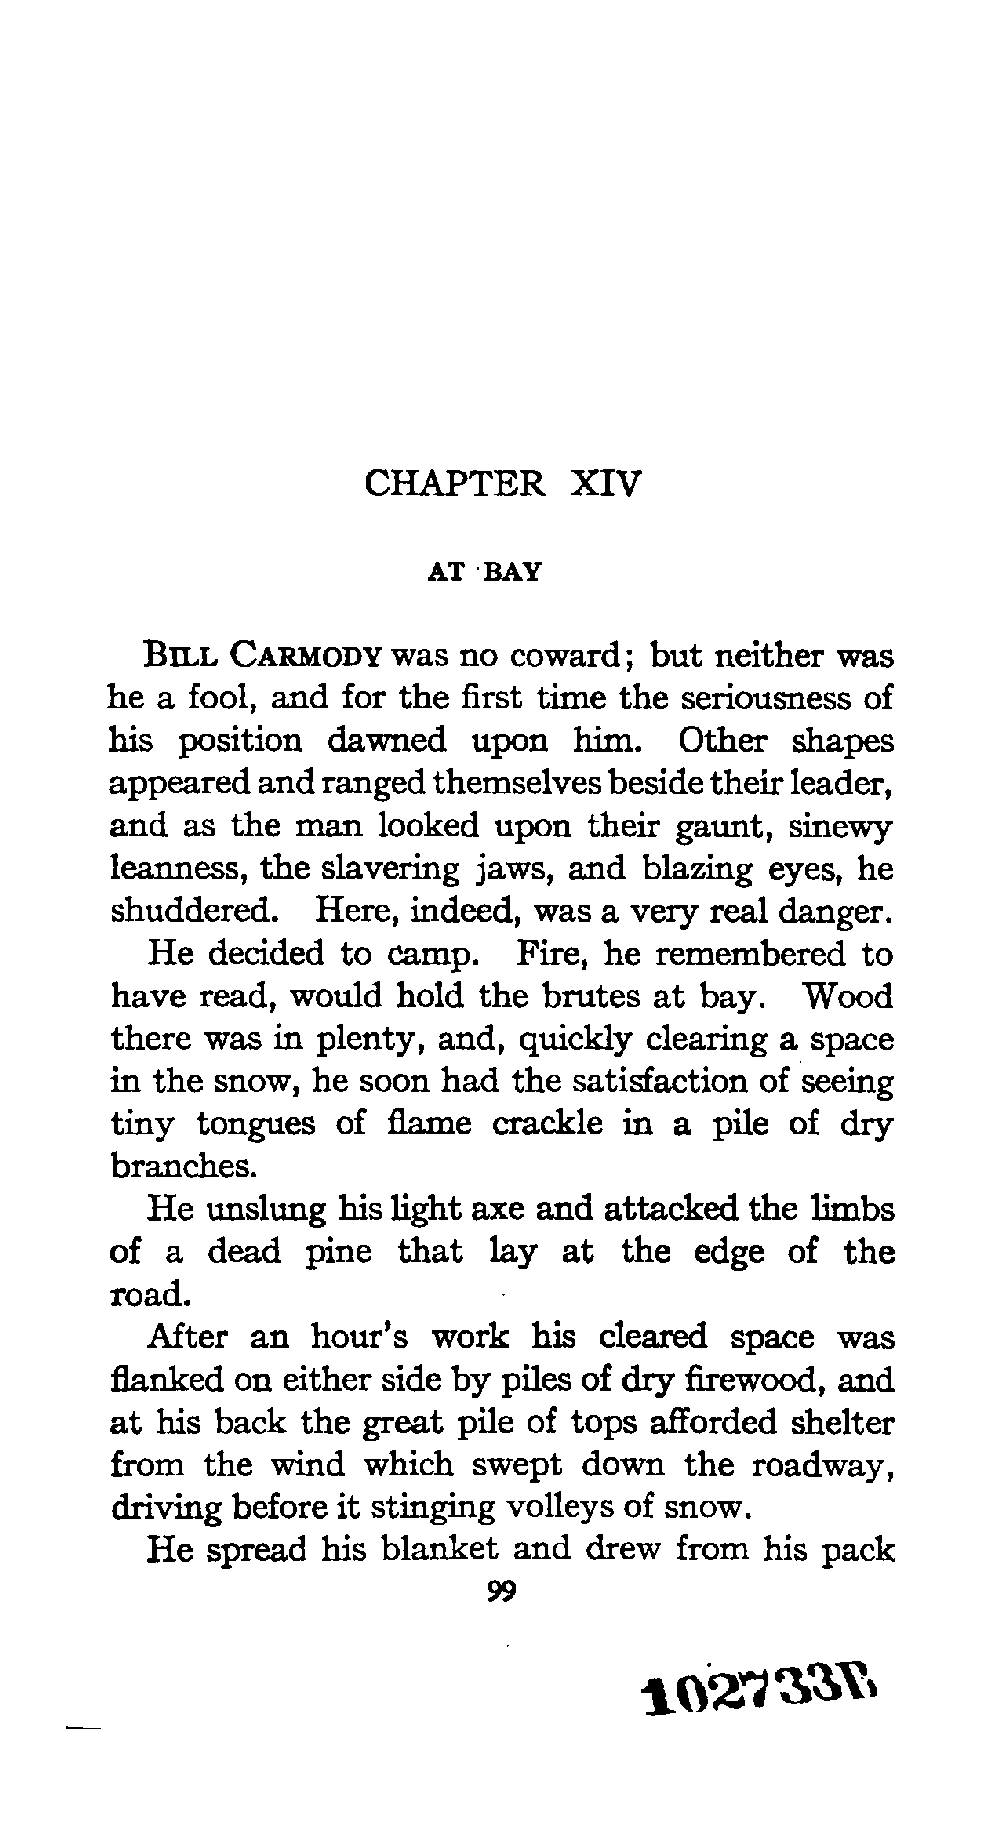 CHAPTER XIV
AT BAY
BILL CARMODY was no coward; but neither was
he a fool, and for the first time the seriousness of
his position dawned upon him. Other shapes
appeared and ranged themselves beside their leader,
and as the man looked upon their gaunt, sinewy
leanness, the slavering jaws, and blazing eyes, he
shuddered. Here, indeed, was a very real danger.
He decided to camp. Fire, he remembered to
have read, would hold the brutes at bay. Wood
there was in plenty, and, quickly clearing a space
in the snow, he soon had the satisfaction of seeing
tiny tongues of flame crackle in a pile of dry
branches.
He unslung his light axe and attacked the limbs
of a dead pine that lay at the edge of the
road.
After an hour's work his cleared space was
flanked on either side by piles of dry firewood, and
at his back the great pile of tops afforded shelter
from the wind which swept down the roadway,
driving before it stinging volleys of snow.
He spread his blanket and drew from his pack
99
102733B